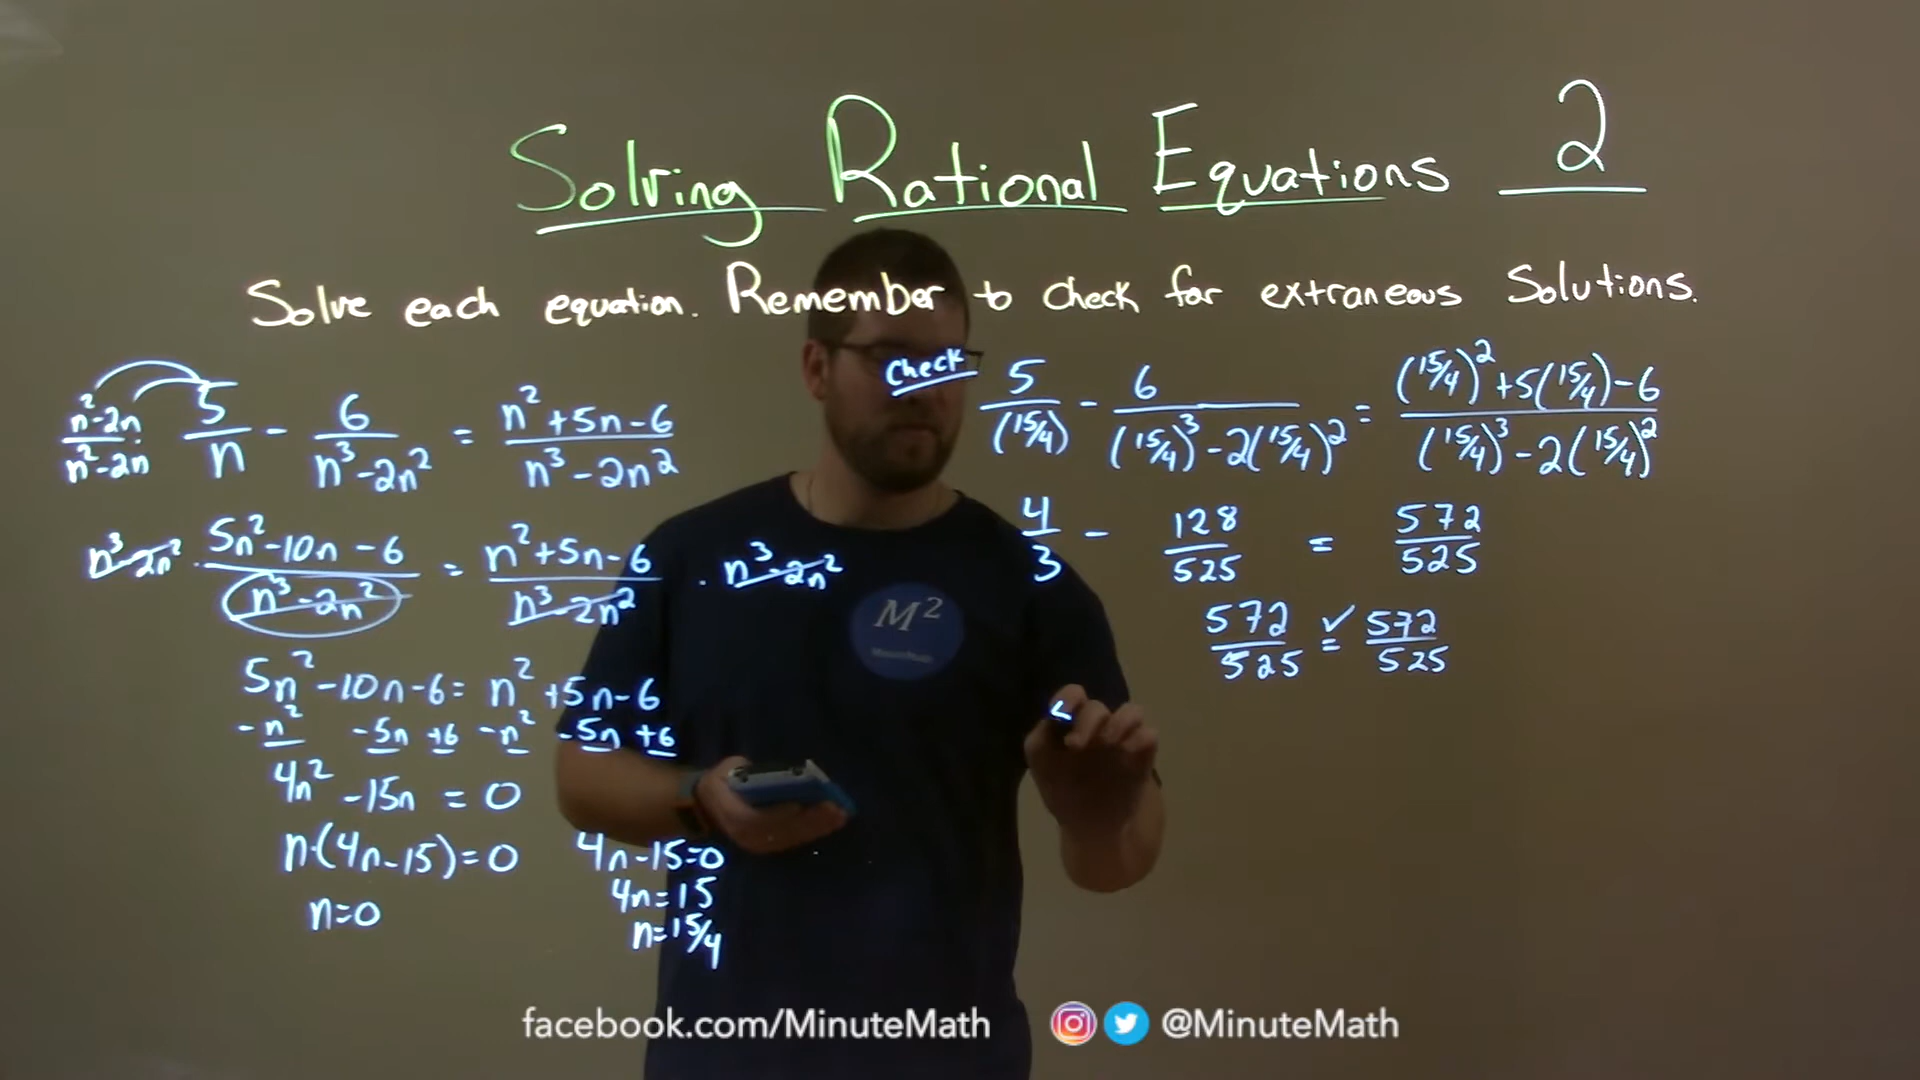 Solving Rational Equations 2
Solve each equation. Remember to check for extraneous solutions.
n²-2n/n²-2n · 5/n - 6/n³-2n² = n²+5n-6/n³-2n²
n³-2n² · 5n²-10n-6/n³-2n² = n²+5n-6/n³-2n² · n³-2n²
5n²-10n-6 = n²+5n-6
-n² -5n +6 -n² -5n +6
4n² -15n = 0
n·(4n-15)=0
n=0
4n-15=0
4n=15
n=15/4
Check
5/(15/4) - 6/(15/4)³-2(15/4)² = (15/4)²+5(15/4)-6/(15/4)³-2(15/4)²
4/3 - 128/525 = 572/525
572/525 =✓ 572/525
M²
facebook.com/MinuteMath @MinuteMath